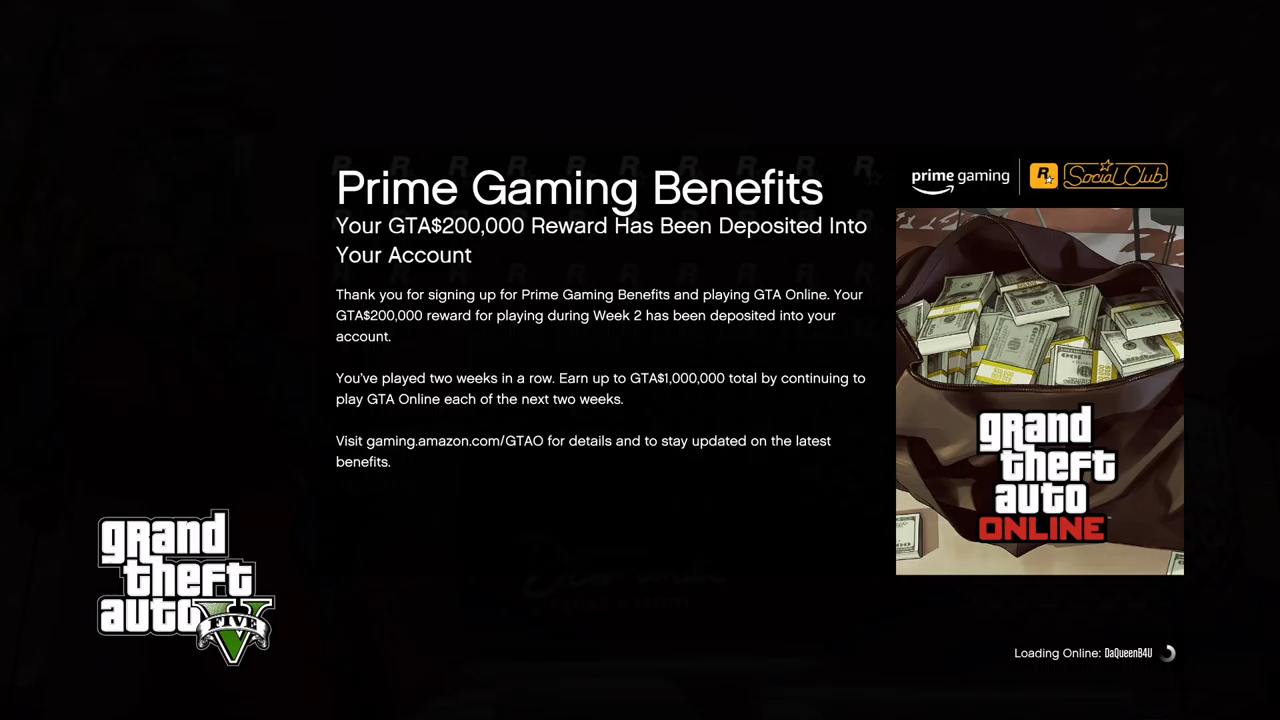 Prime Gaming Benefits
Your GTA$200,000 Reward Has Been Deposited Into
Your Account
Thank you for signing up for Prime Gaming Benefits and playing GTA Online. Your
GTA$200,000 reward for playing during Week 2 has been deposited into your
account.
You've played two weeks in a row. Earn up to GTA$1,000,000 total by continuing to
play GTA Online each of the next two weeks.
Visit gaming.amazon.com/GTAO for details and to stay updated on the latest
benefits.
prime gaming
R
Social Club
grand
theft
auto
ONLINE
grand
theft
auto V
FIVE
Loading Online: DaQueenB4U